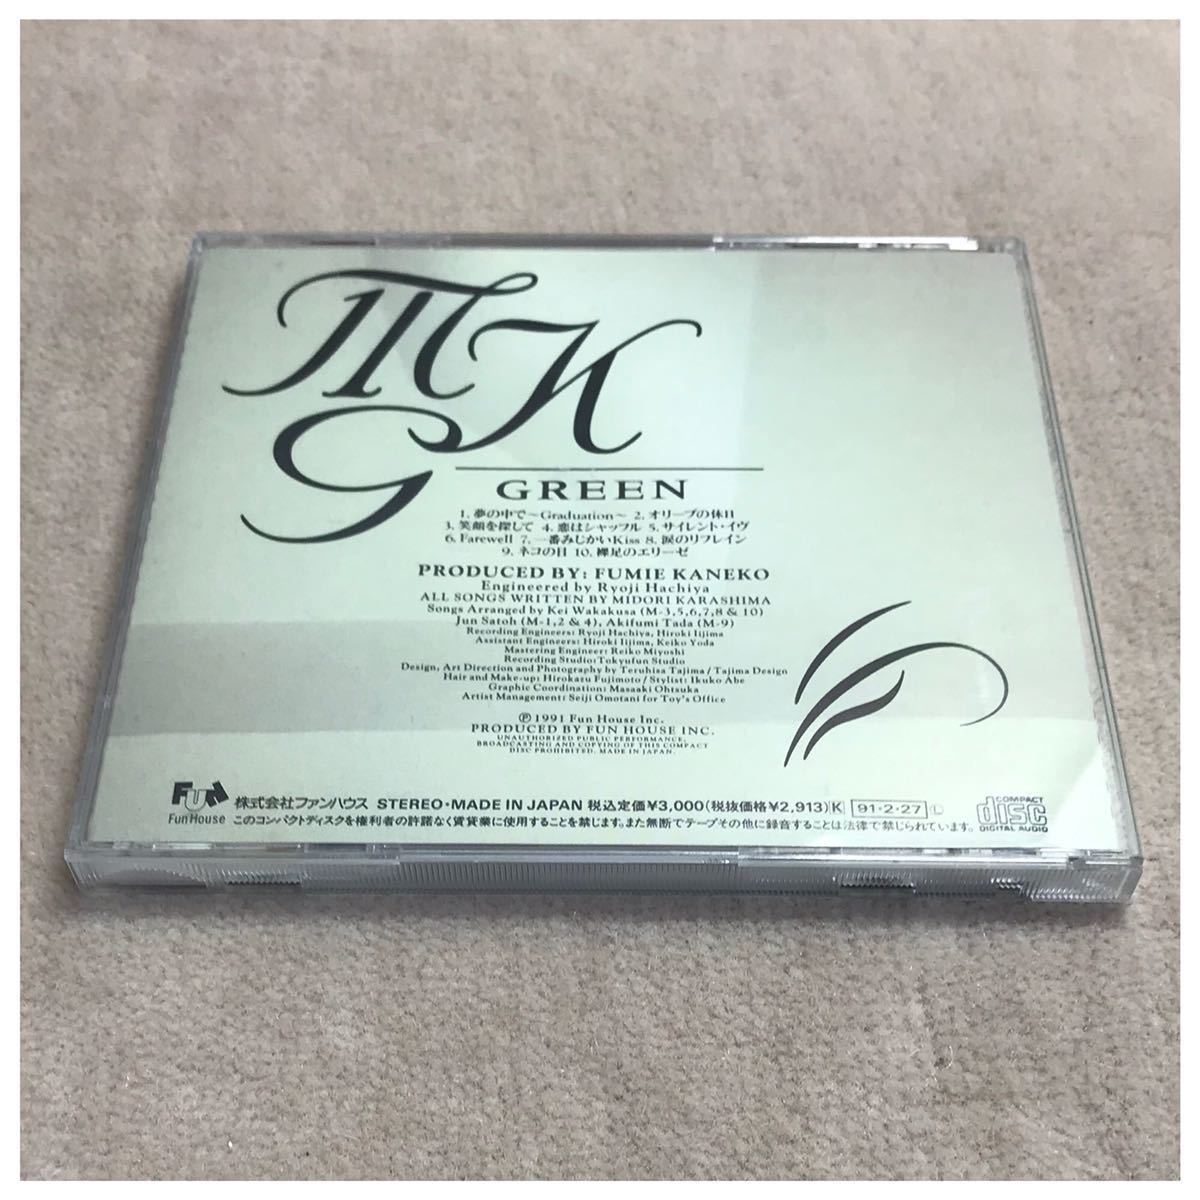 MK
G
GREEN
1. 夢の中で〜Graduation〜 2. オリーブの休日
3. 笑顔を探して 4. 恋はシャッフル 5. サイレント・イヴ
6. Farewell 7. 一番みじかいKiss 8. 涙のリフレイン
9. ネコの目 10. 裸足のエリーゼ
PRODUCED BY: FUMIE KANEKO
Engineered by Ryoji Hachiya
ALL SONGS WRITTEN BY MIDORI KARASHIMA
Songs Arranged by Kei Wakakusa (M-3,5,6,7,8 & 10)
Jun Satoh (M-1,2 & 4), Akifumi Tada (M-9)
Recording Engineers: Ryoji Hachiya, Hiroki Iijima
Assistant Engineers: Hiroki Iijima, Keiko Yoda
Mastering Engineer: Reiko Miyoshi
Recording Studio: Tokyufun Studio
Design, Art Direction and Photography by Teruhisa Tajima / Tajima Design
Hair and Make-up: Hirokazu Fujimoto / Stylist: Ikuko Abe
Graphic Coordination: Masaaki Ohtsuka
Artist Management: Seiji Omotani for Toy's Office
Ⓟ 1991 Fun House Inc.
PRODUCED BY FUN HOUSE INC.
UNAUTHORIZED PUBLIC PERFORMANCE,
BROADCASTING AND COPYING OF THIS COMPACT
DISC PROHIBITED. MADE IN JAPAN.
FUN 株式会社ファンハウス STEREO・MADE IN JAPAN 税込定価¥3,000(税抜価格¥2,913)K 91・2・27 L COMPACT disc
Fun House このコンパクトディスクを権利者の許諾なく賃貸業に使用することを禁じます。また無断でテープその他に録音することは法律で禁じられています。 DIGITAL AUDIO